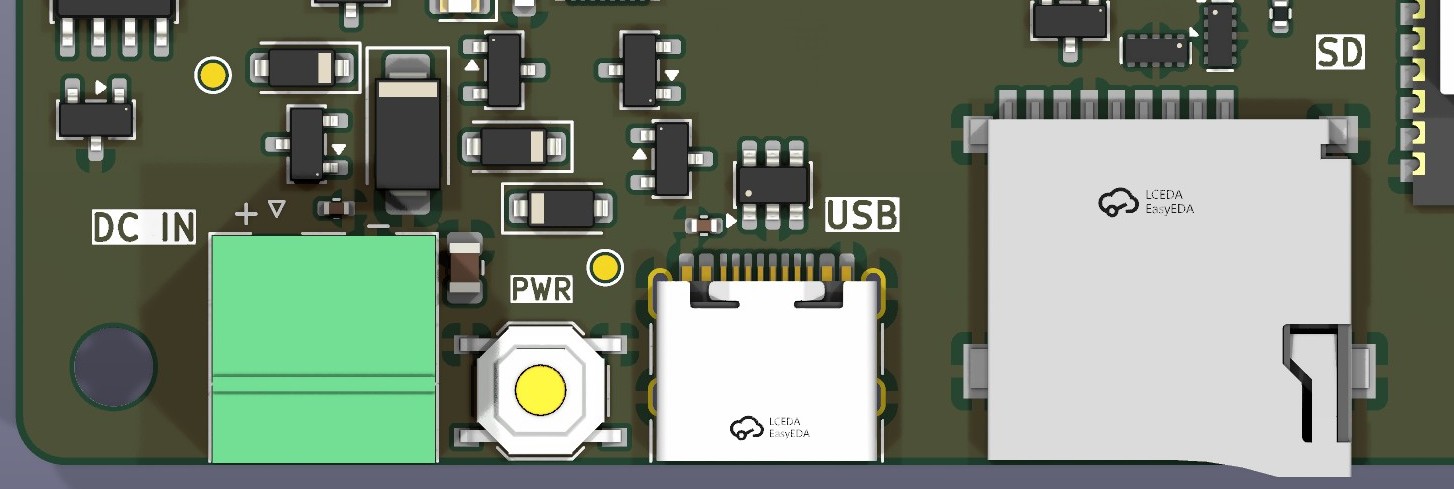 SD
LCEDA
EasyEDA
DC IN
+
-
USB
PWR
LCEDA
EasyEDA